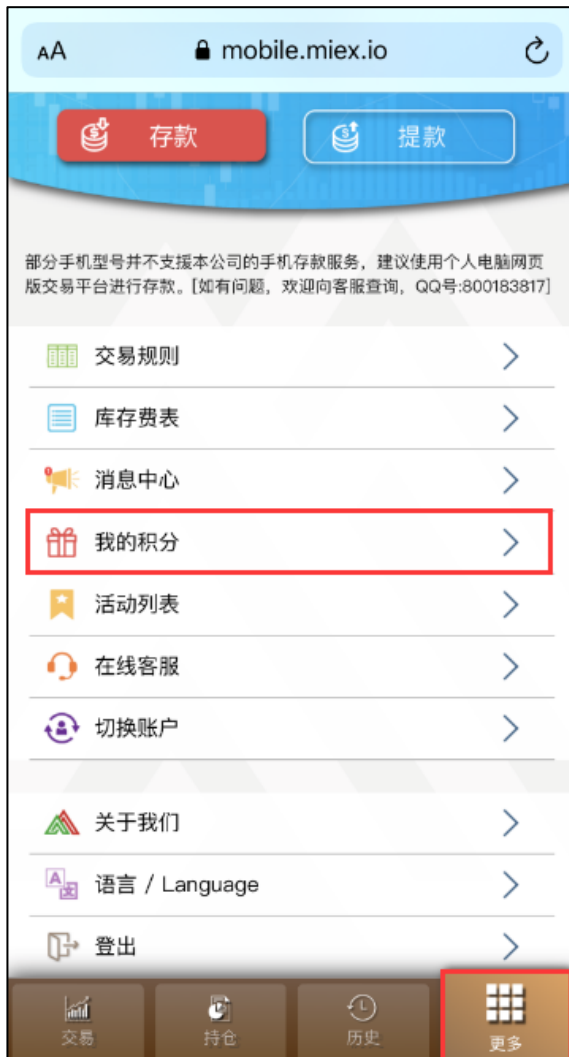 AA mobile.miex.io
存款 提款
部分手机型号并不支援本公司的手机存款服务，建议使用个人电脑网页
版交易平台进行存款。[如有问题，欢迎向客服查询，QQ号:800183817]
交易规则
库存费表
消息中心
我的积分
活动列表
在线客服
切换账户
关于我们
语言 / Language
登出
交易 持仓 历史 更多